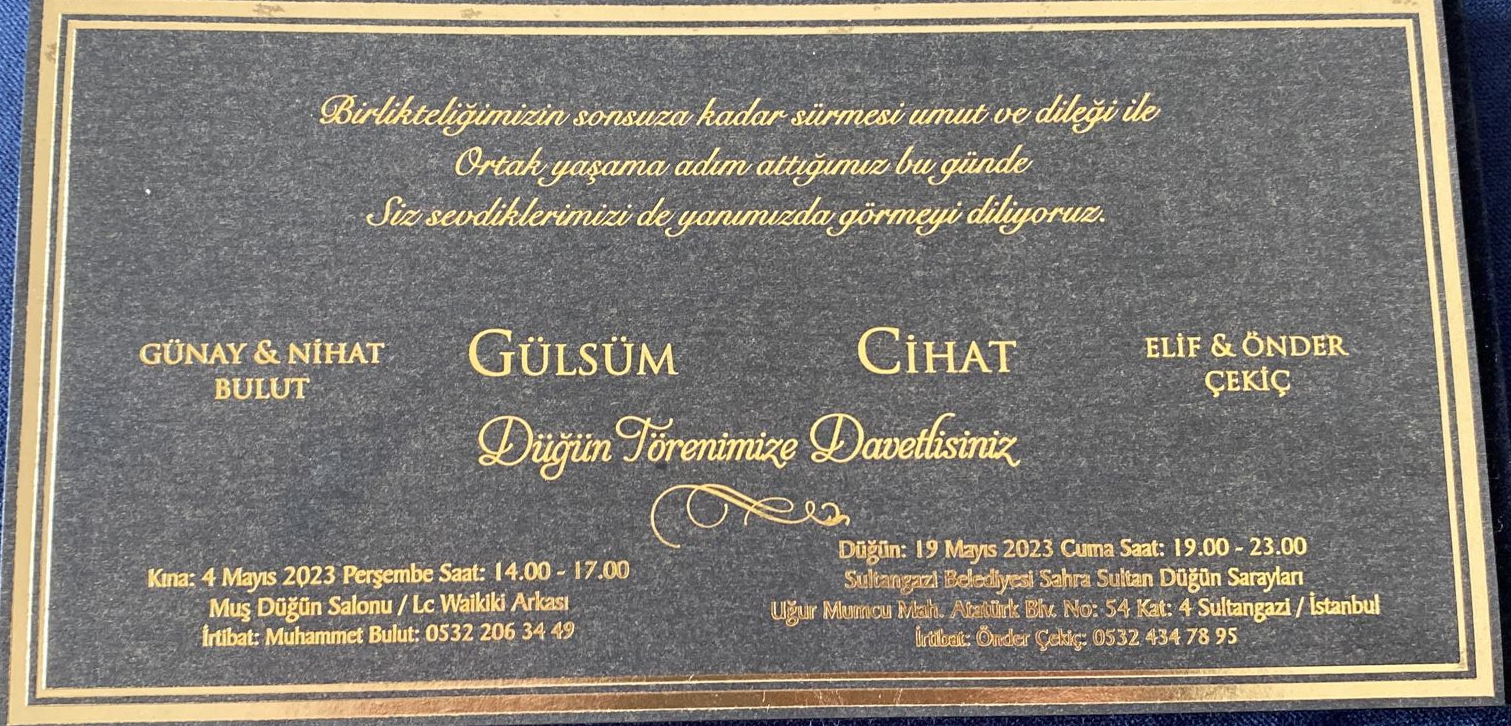 Birlikteliğimizin sonsuza kadar sürmesi umut ve dileği ile
Ortak yaşama adım attığımız bu günde
Siz sevdiklerimizi de yanımızda görmeyi diliyoruz.
GÜNAY & NİHAT
BULUT
GÜLSÜM
CİHAT
ELİF & ÖNDER
ÇEKİÇ
Düğün Törenimize Davetlisiniz
Kına: 4 Mayıs 2023 Perşembe Saat: 14.00 - 17.00
Muş Düğün Salonu / Lc Waikiki Arkası
İrtibat: Muhammet Bulut: 0532 206 34 49
Düğün: 19 Mayıs 2023 Cuma Saat: 19.00 - 23.00
Sultangazi Belediyesi Sahra Sultan Düğün Sarayları
Uğur Mumcu Mah. Atatürk Blv. No: 54 Kat: 4 Sultangazi / İstanbul
İrtibat: Önder Çekiç: 0532 434 78 95